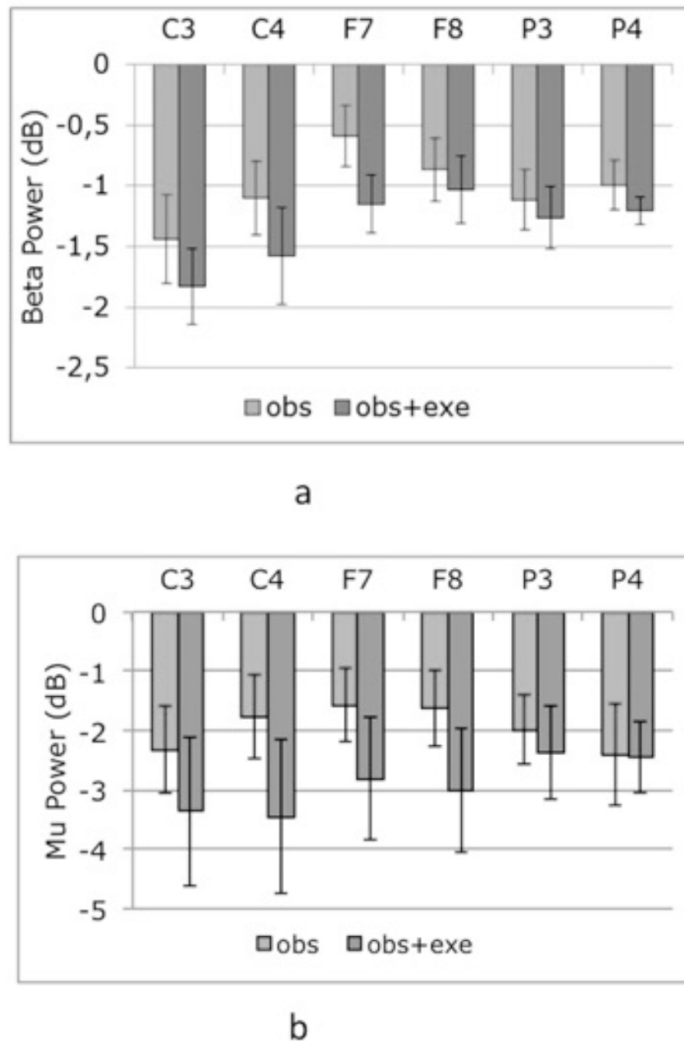 C3 C4 F7 F8 P3 P4
0
-0,5
-1
-1,5
-2
-2,5
Beta Power (dB)
obs obs+exe
a
C3 C4 F7 F8 P3 P4
0
-1
-2
-3
-4
-5
Mu Power (dB)
obs obs+exe
b